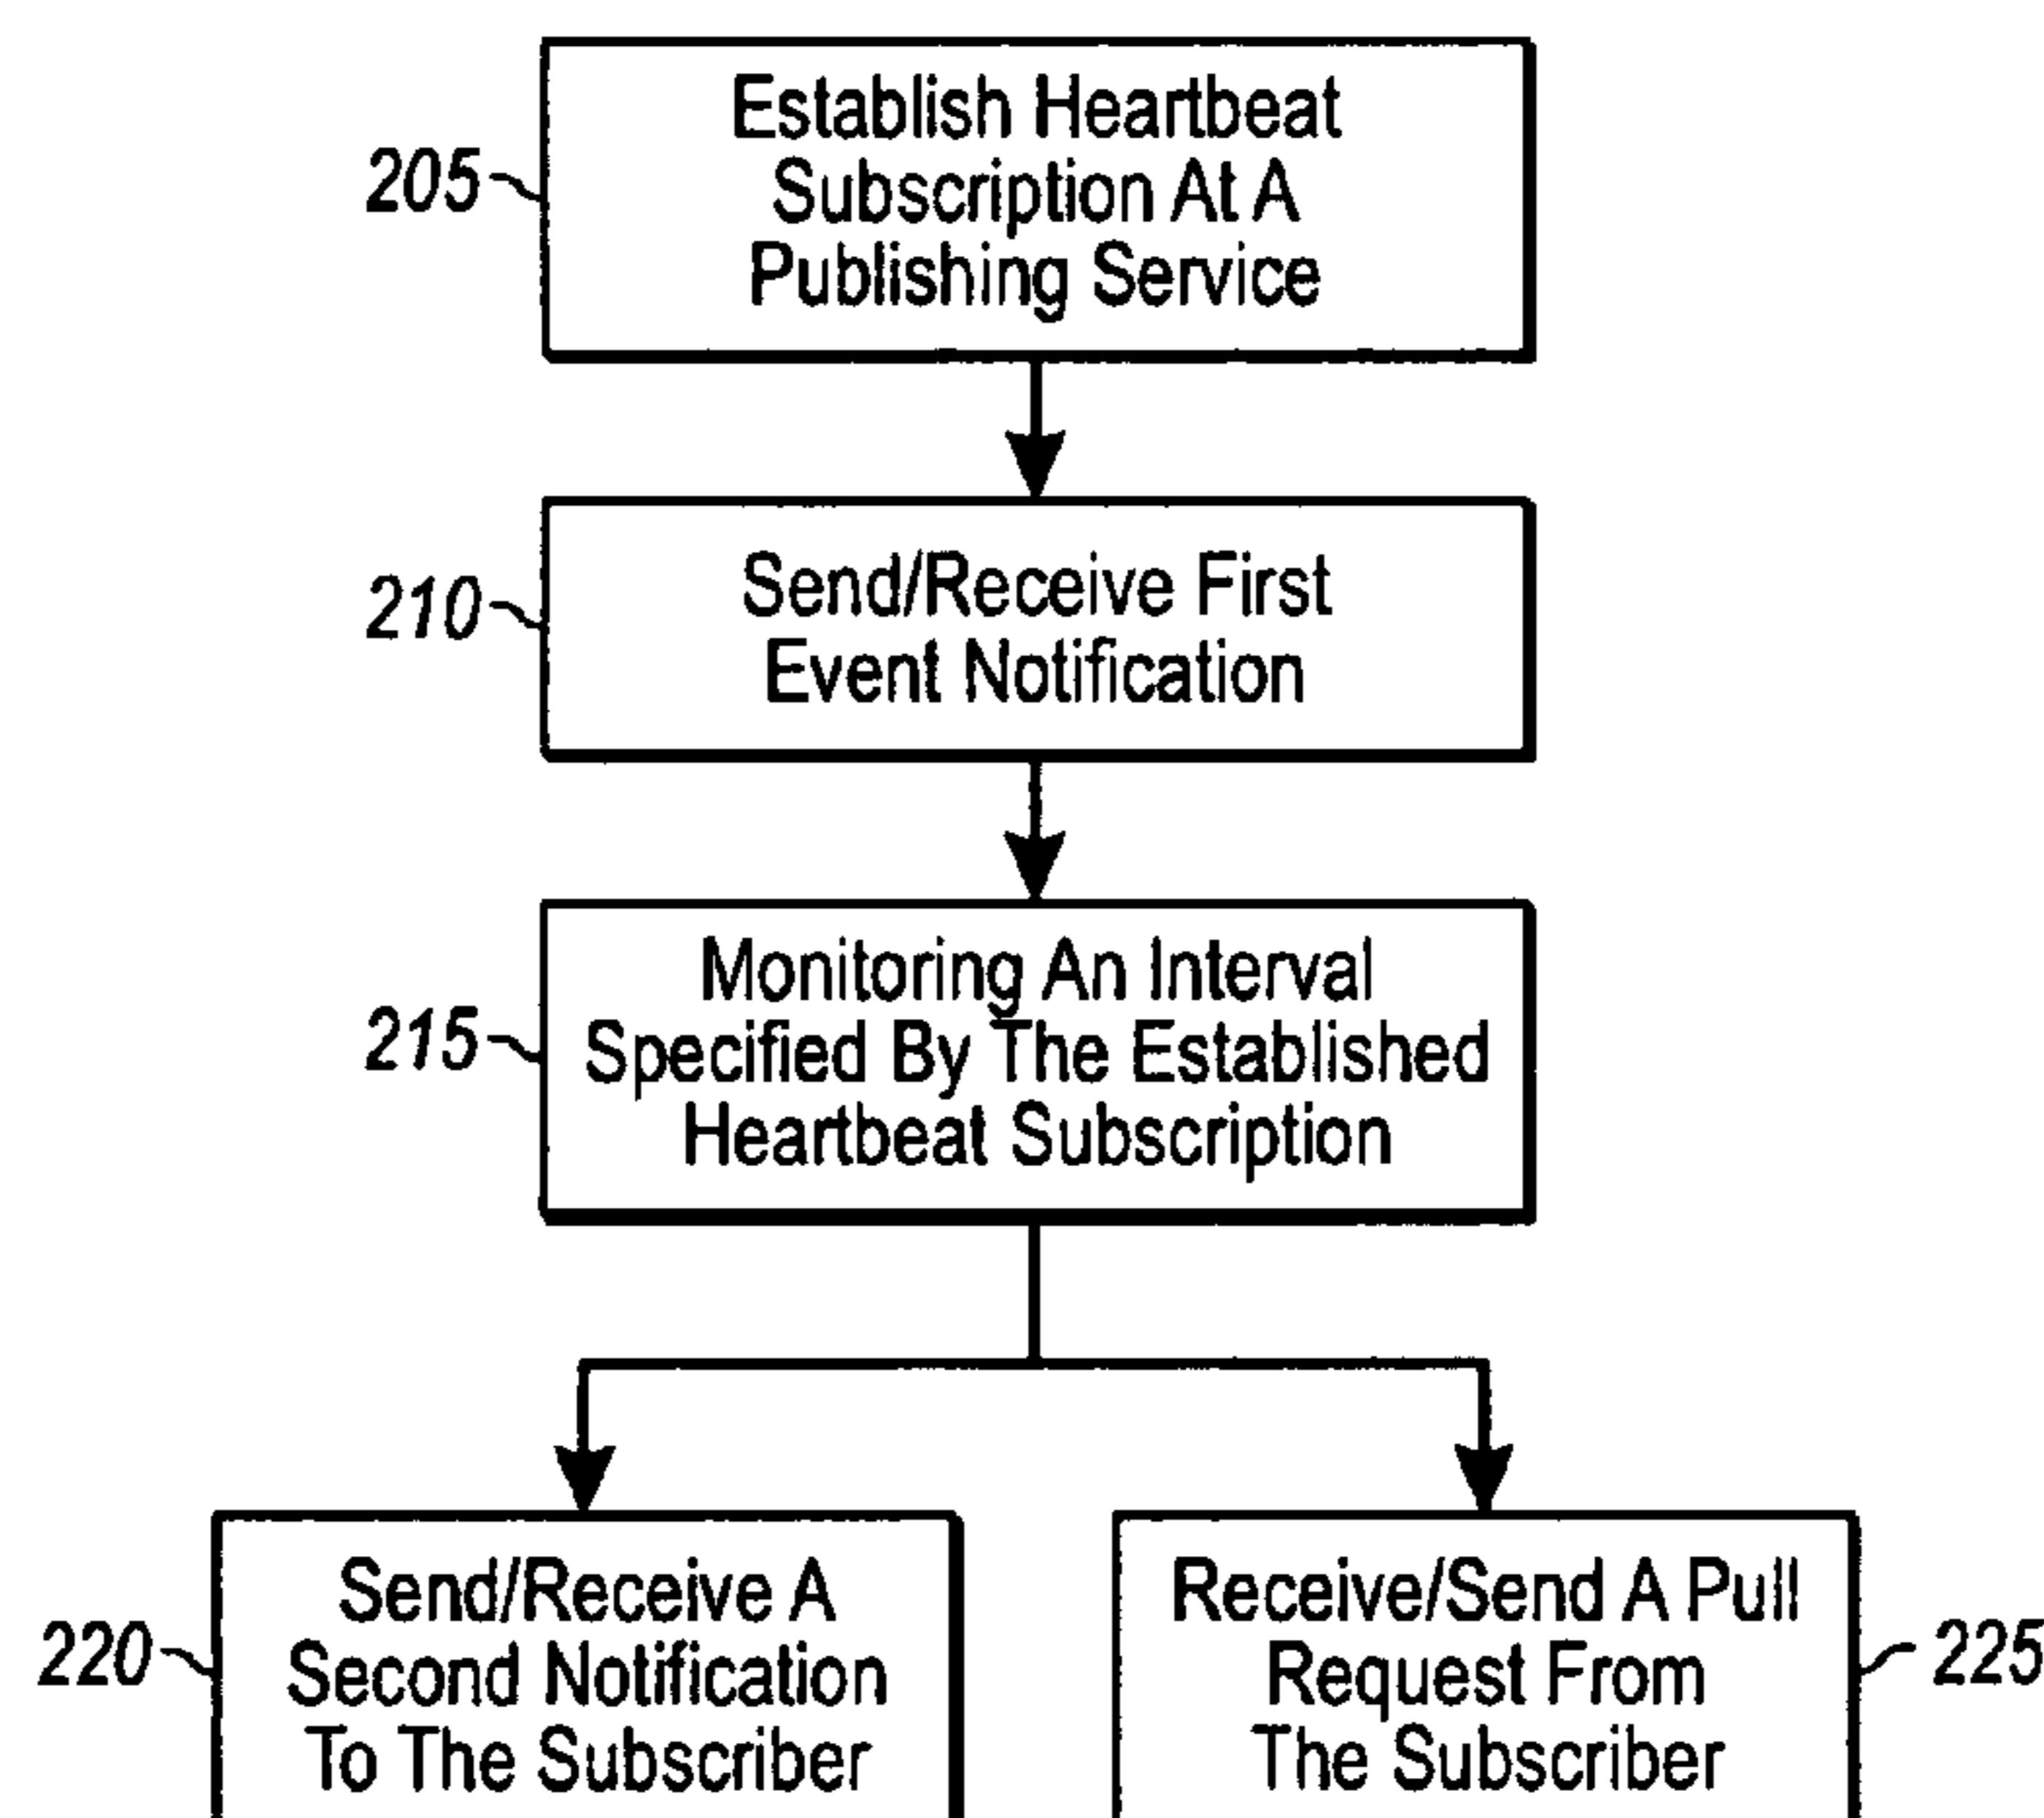 Establish Heartbeat
Subscription At A
Publishing Service
205
Send/Receive First
Event Notification
210
Monitoring An Interval
Specified By The Established
Heartbeat Subscription
215
Send/Receive A
Second Notification
To The Subscriber
220
Receive/Send A Pull
Request From
The Subscriber
225